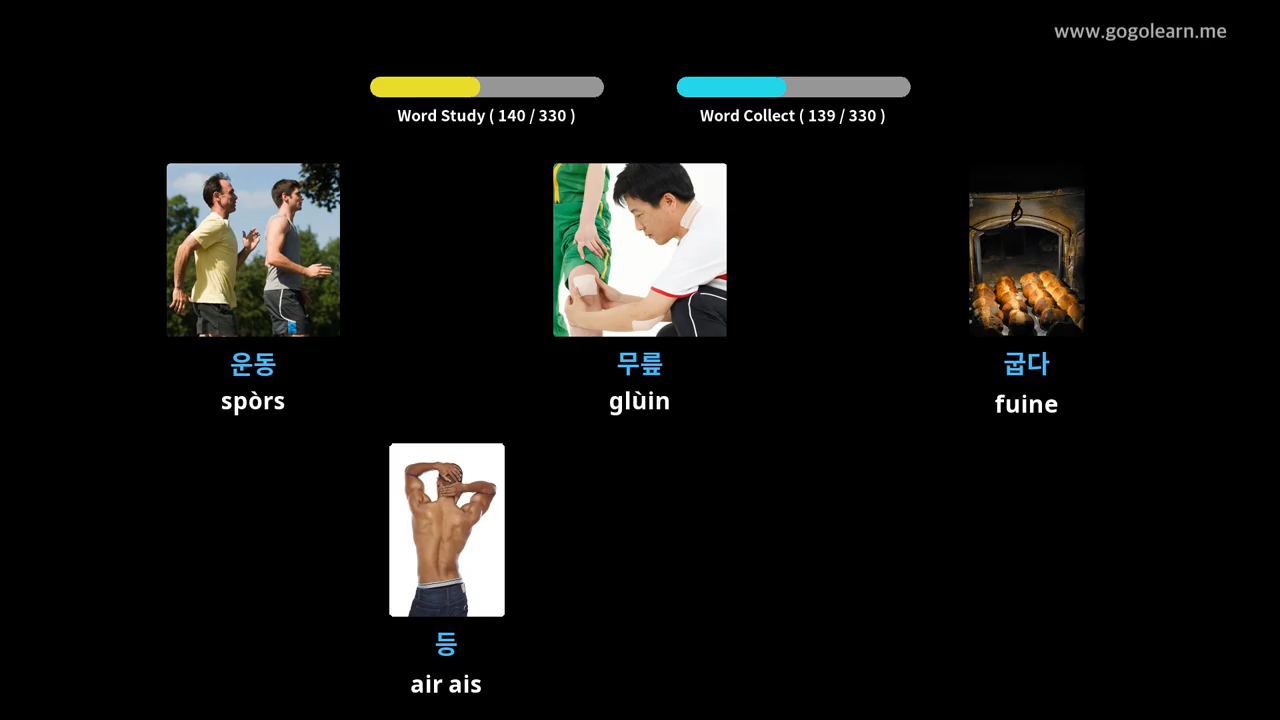 www.gogolearn.me
Word Study ( 140 / 330 )
Word Collect ( 139 / 330 )
운동
spòrs
무릎
glùin
굽다
fuine
등
air ais